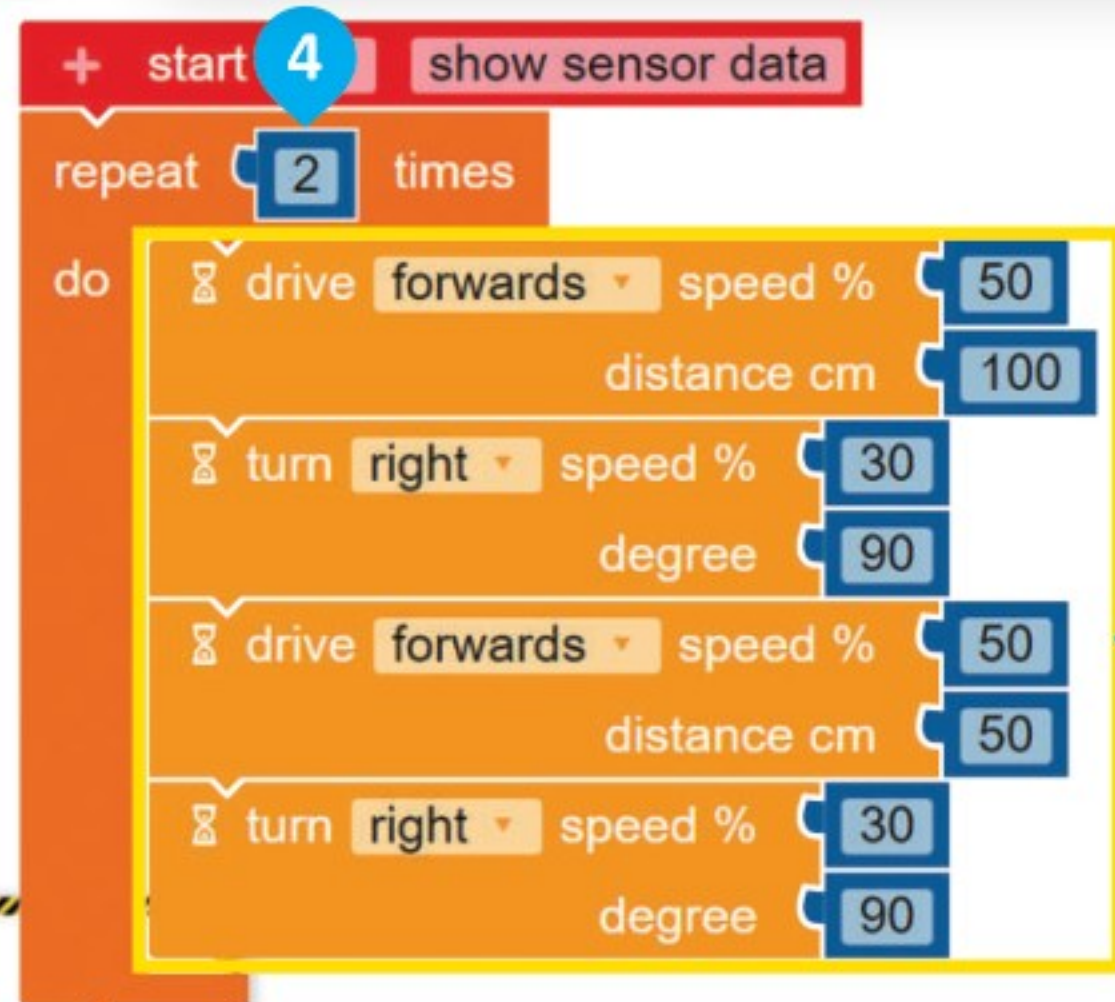 + start 4 show sensor data
repeat 2 times
do drive forwards speed % 50
distance cm 100
turn right speed % 30
degree 90
drive forwards speed % 50
distance cm 50
turn right speed % 30
degree 90